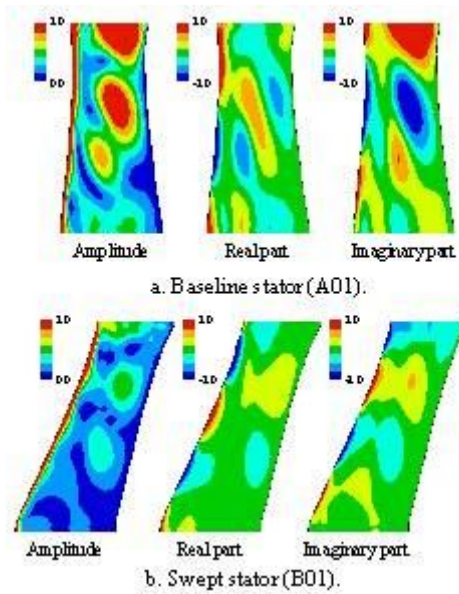 1.0 1.0 1.0
0.0 -1.0 -1.0
Amplitude Real part Imaginary part
a. Baseline stator (A01).
1.0 1.0 1.0
0.0 -1.0 -1.0
Amplitude Real part Imaginary part
b. Swept stator (B01).